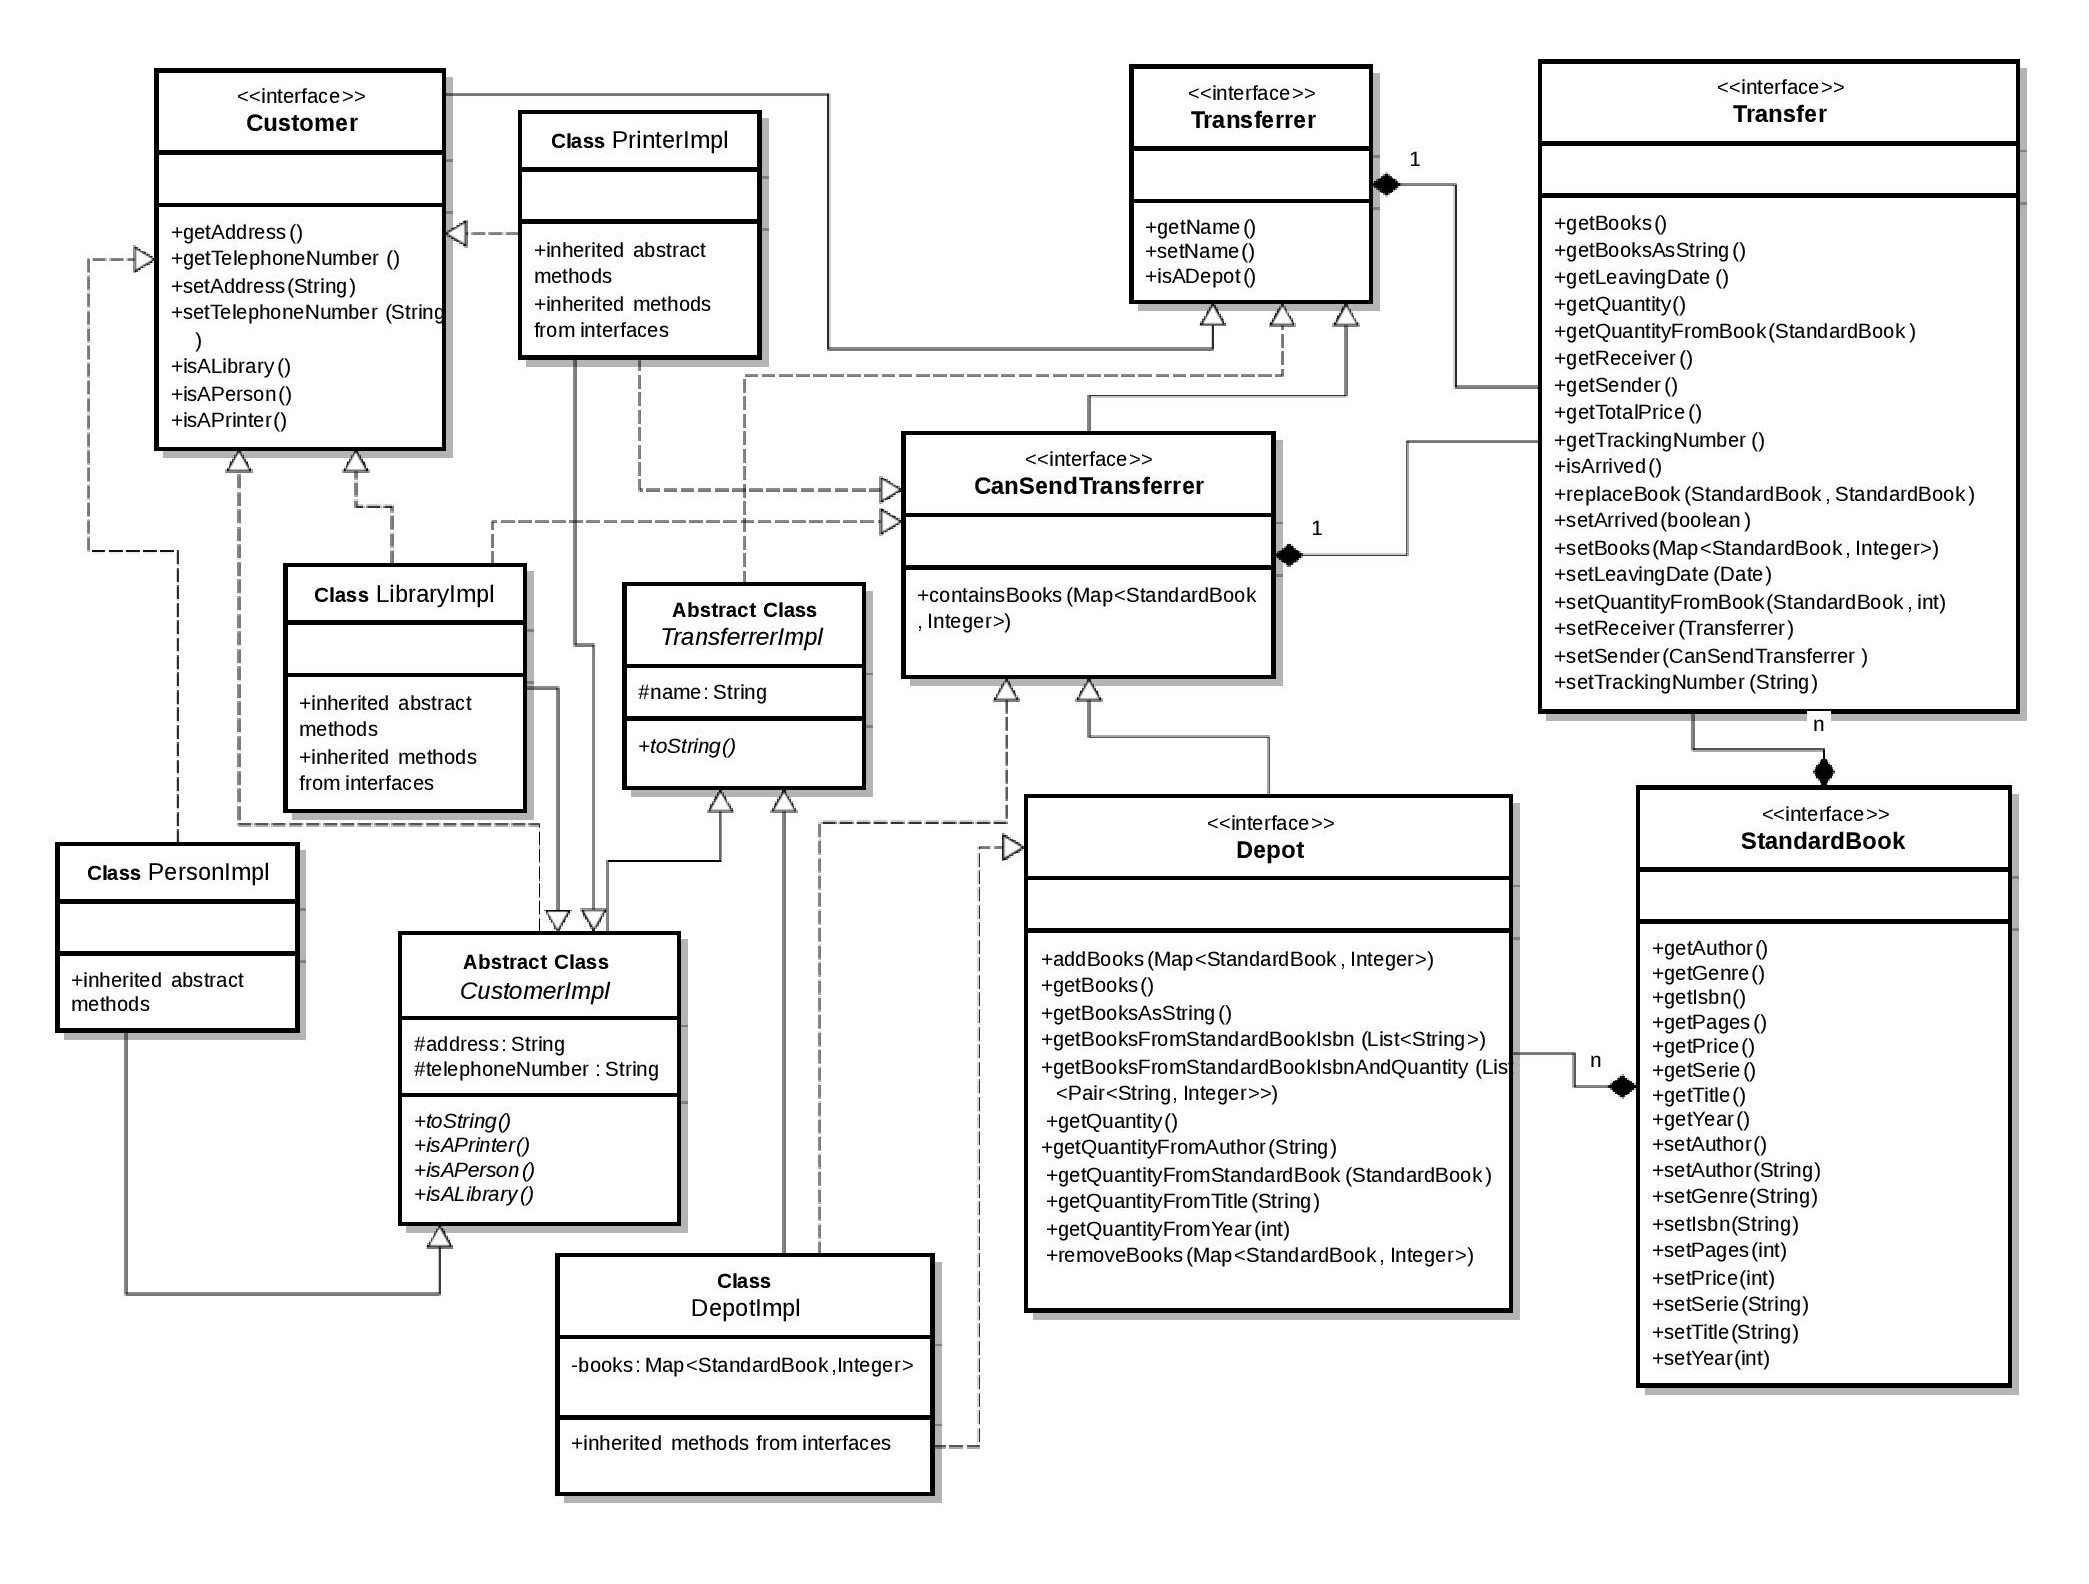 <<interface>>
Customer
+getAddress()
+getTelephoneNumber()
+setAddress(String)
+setTelephoneNumber(String
)
+isALibrary()
+isAPerson()
+isAPrinter()
Class PrinterImpl
+inherited abstract
methods
+inherited methods
from interfaces
<<interface>>
Transferrer
+getName()
+setName()
+isADepot()
1
<<interface>>
Transfer
+getBooks()
+getBooksAsString()
+getLeavingDate()
+getQuantity()
+getQuantityFromBook(StandardBook)
+getReceiver()
+getSender()
+getTotalPrice()
+getTrackingNumber()
+isArrived()
+replaceBook(StandardBook, StandardBook)
+setArrived(boolean)
+setBooks(Map<StandardBook, Integer>)
+setLeavingDate(Date)
+setQuantityFromBook(StandardBook, int)
+setReceiver(Transferrer)
+setSender(CanSendTransferrer)
+setTrackingNumber(String)
n
<<interface>>
CanSendTransferrer
+containsBooks(Map<StandardBook
, Integer>)
1
Class LibraryImpl
+inherited abstract
methods
+inherited methods
from interfaces
Abstract Class
TransferrerImpl
#name: String
+toString()
Class PersonImpl
+inherited abstract
methods
Abstract Class
CustomerImpl
#address: String
#telephoneNumber: String
+toString()
+isAPrinter()
+isAPerson()
+isALibrary()
<<interface>>
Depot
+addBooks(Map<StandardBook, Integer>)
+getBooks()
+getBooksAsString()
+getBooksFromStandardBookIsbn(List<String>)
+getBooksFromStandardBookIsbnAndQuantity(Lis
<Pair<String, Integer>>)
+getQuantity()
+getQuantityFromAuthor(String)
+getQuantityFromStandardBook(StandardBook)
+getQuantityFromTitle(String)
+getQuantityFromYear(int)
+removeBooks(Map<StandardBook, Integer>)
n
<<interface>>
StandardBook
+getAuthor()
+getGenre()
+getIsbn()
+getPages()
+getPrice()
+getSerie()
+getTitle()
+getYear()
+setAuthor()
+setAuthor(String)
+setGenre(String)
+setIsbn(String)
+setPages(int)
+setPrice(int)
+setSerie(String)
+setTitle(String)
+setYear(int)
Class
DepotImpl
-books: Map<StandardBook,Integer>
+inherited methods from interfaces